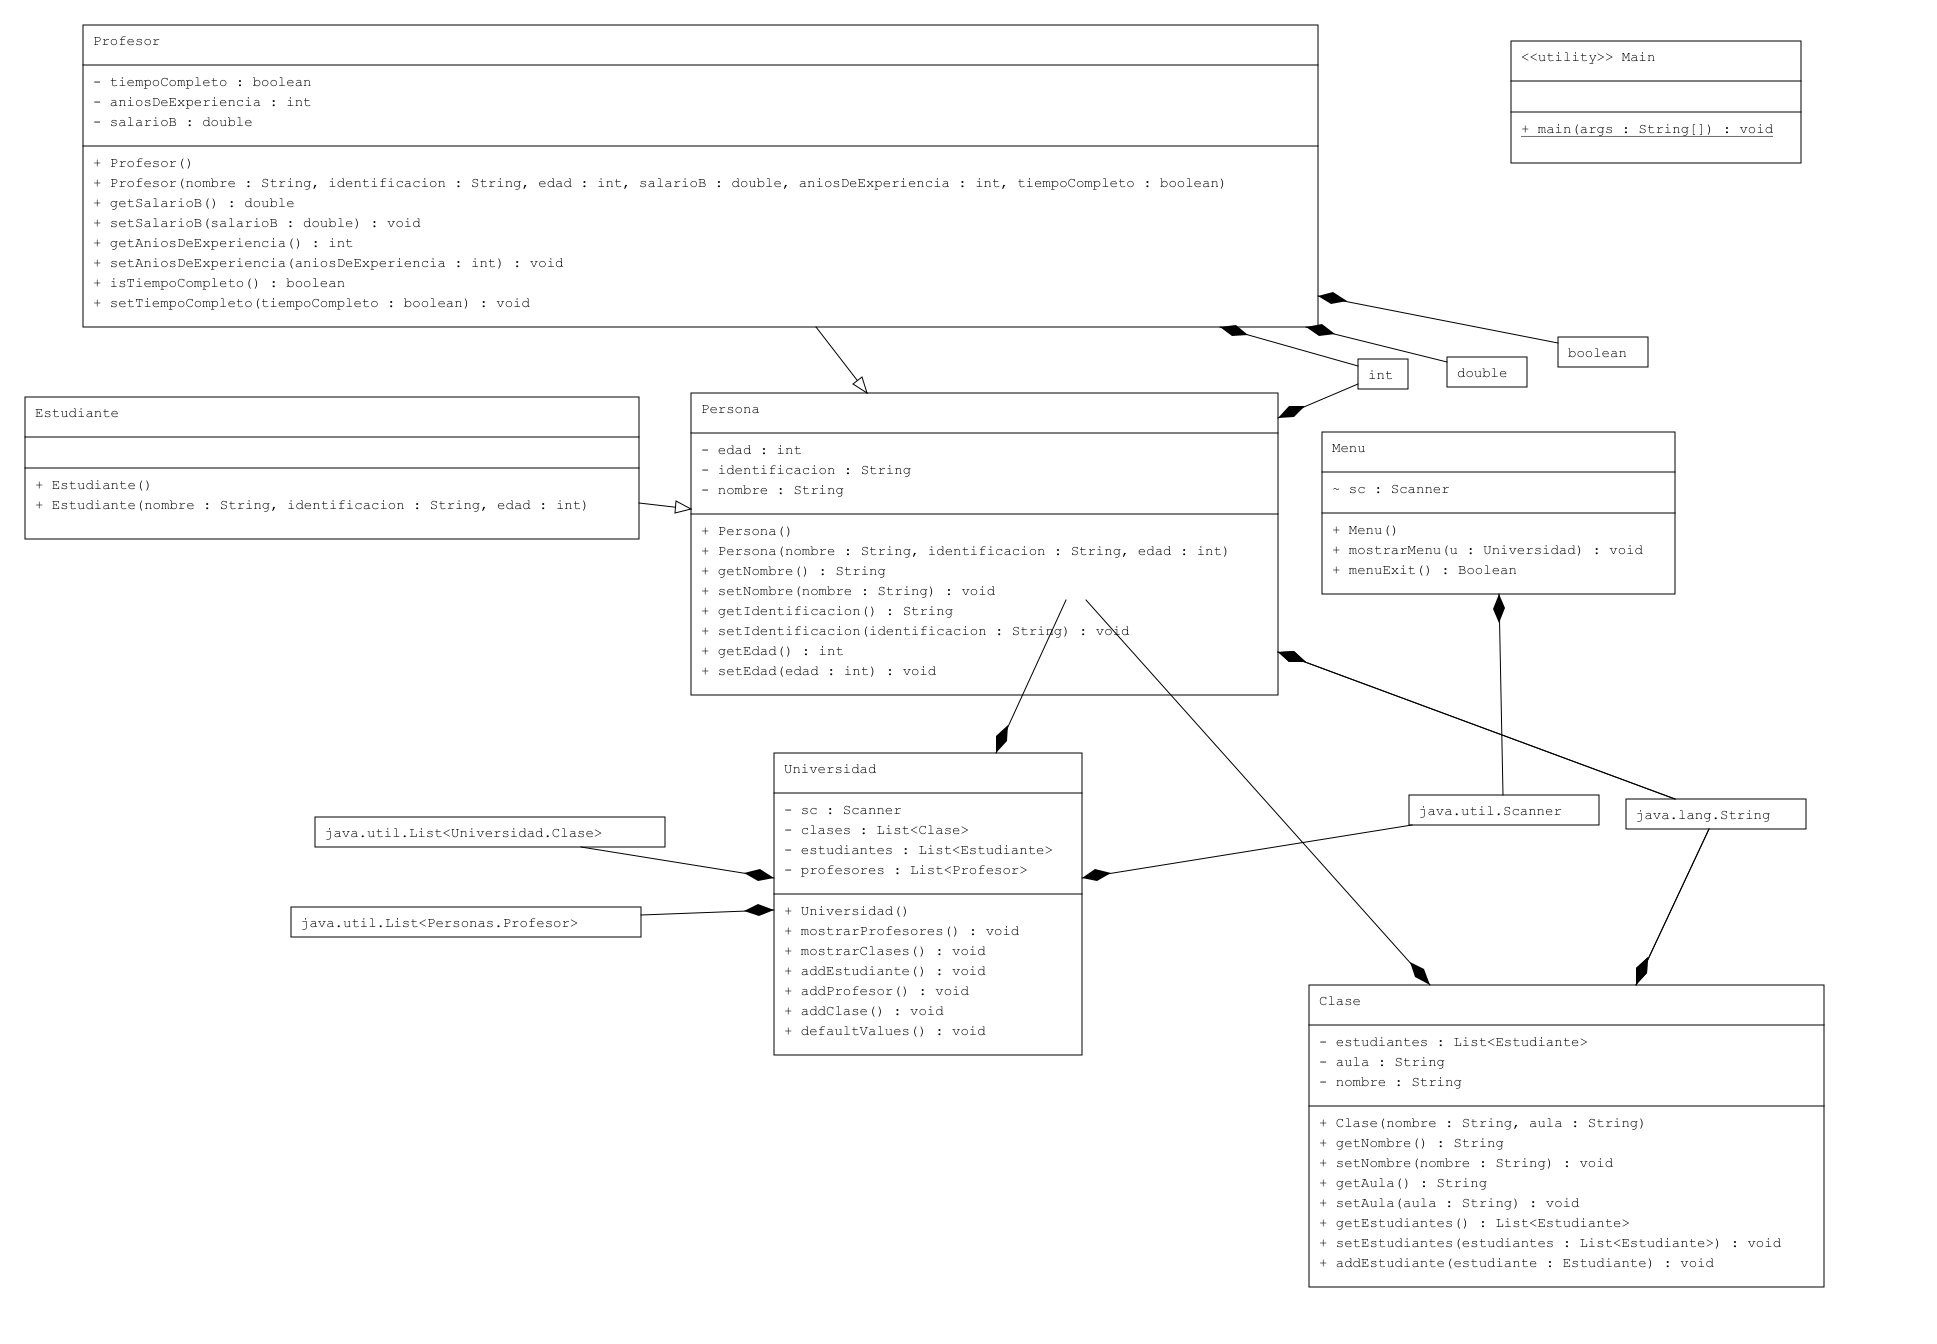 Profesor
- tiempoCompleto : boolean
- aniosDeExperiencia : int
- salarioB : double
+ Profesor()
+ Profesor(nombre : String, identificacion : String, edad : int, salarioB : double, aniosDeExperiencia : int, tiempoCompleto : boolean)
+ getSalarioB() : double
+ setSalarioB(salarioB : double) : void
+ getAniosDeExperiencia() : int
+ setAniosDeExperiencia(aniosDeExperiencia : int) : void
+ isTiempoCompleto() : boolean
+ setTiempoCompleto(tiempoCompleto : boolean) : void
<<utility>> Main
+ main(args : String[]) : void
boolean
int
double
Estudiante
+ Estudiante()
+ Estudiante(nombre : String, identificacion : String, edad : int)
Persona
- edad : int
- identificacion : String
- nombre : String
+ Persona()
+ Persona(nombre : String, identificacion : String, edad : int)
+ getNombre() : String
+ setNombre(nombre : String) : void
+ getIdentificacion() : String
+ setIdentificacion(identificacion : String) : void
+ getEdad() : int
+ setEdad(edad : int) : void
Menu
~ sc : Scanner
+ Menu()
+ mostrarMenu(u : Universidad) : void
+ menuExit() : Boolean
java.util.List<Universidad.Clase>
java.util.List<Personas.Profesor>
Universidad
- sc : Scanner
- clases : List<Clase>
- estudiantes : List<Estudiante>
- profesores : List<Profesor>
+ Universidad()
+ mostrarProfesores() : void
+ mostrarClases() : void
+ addEstudiante() : void
+ addProfesor() : void
+ addClase() : void
+ defaultValues() : void
java.util.Scanner
java.lang.String
Clase
- estudiantes : List<Estudiante>
- aula : String
- nombre : String
+ Clase(nombre : String, aula : String)
+ getNombre() : String
+ setNombre(nombre : String) : void
+ getAula() : String
+ setAula(aula : String) : void
+ getEstudiantes() : List<Estudiante>
+ setEstudiantes(estudiantes : List<Estudiante>) : void
+ addEstudiante(estudiante : Estudiante) : void